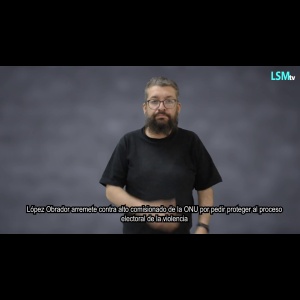 LSMtv
López Obrador arremete contra alto comisionado de la ONU por pedir proteger al proceso
electoral de la violencia